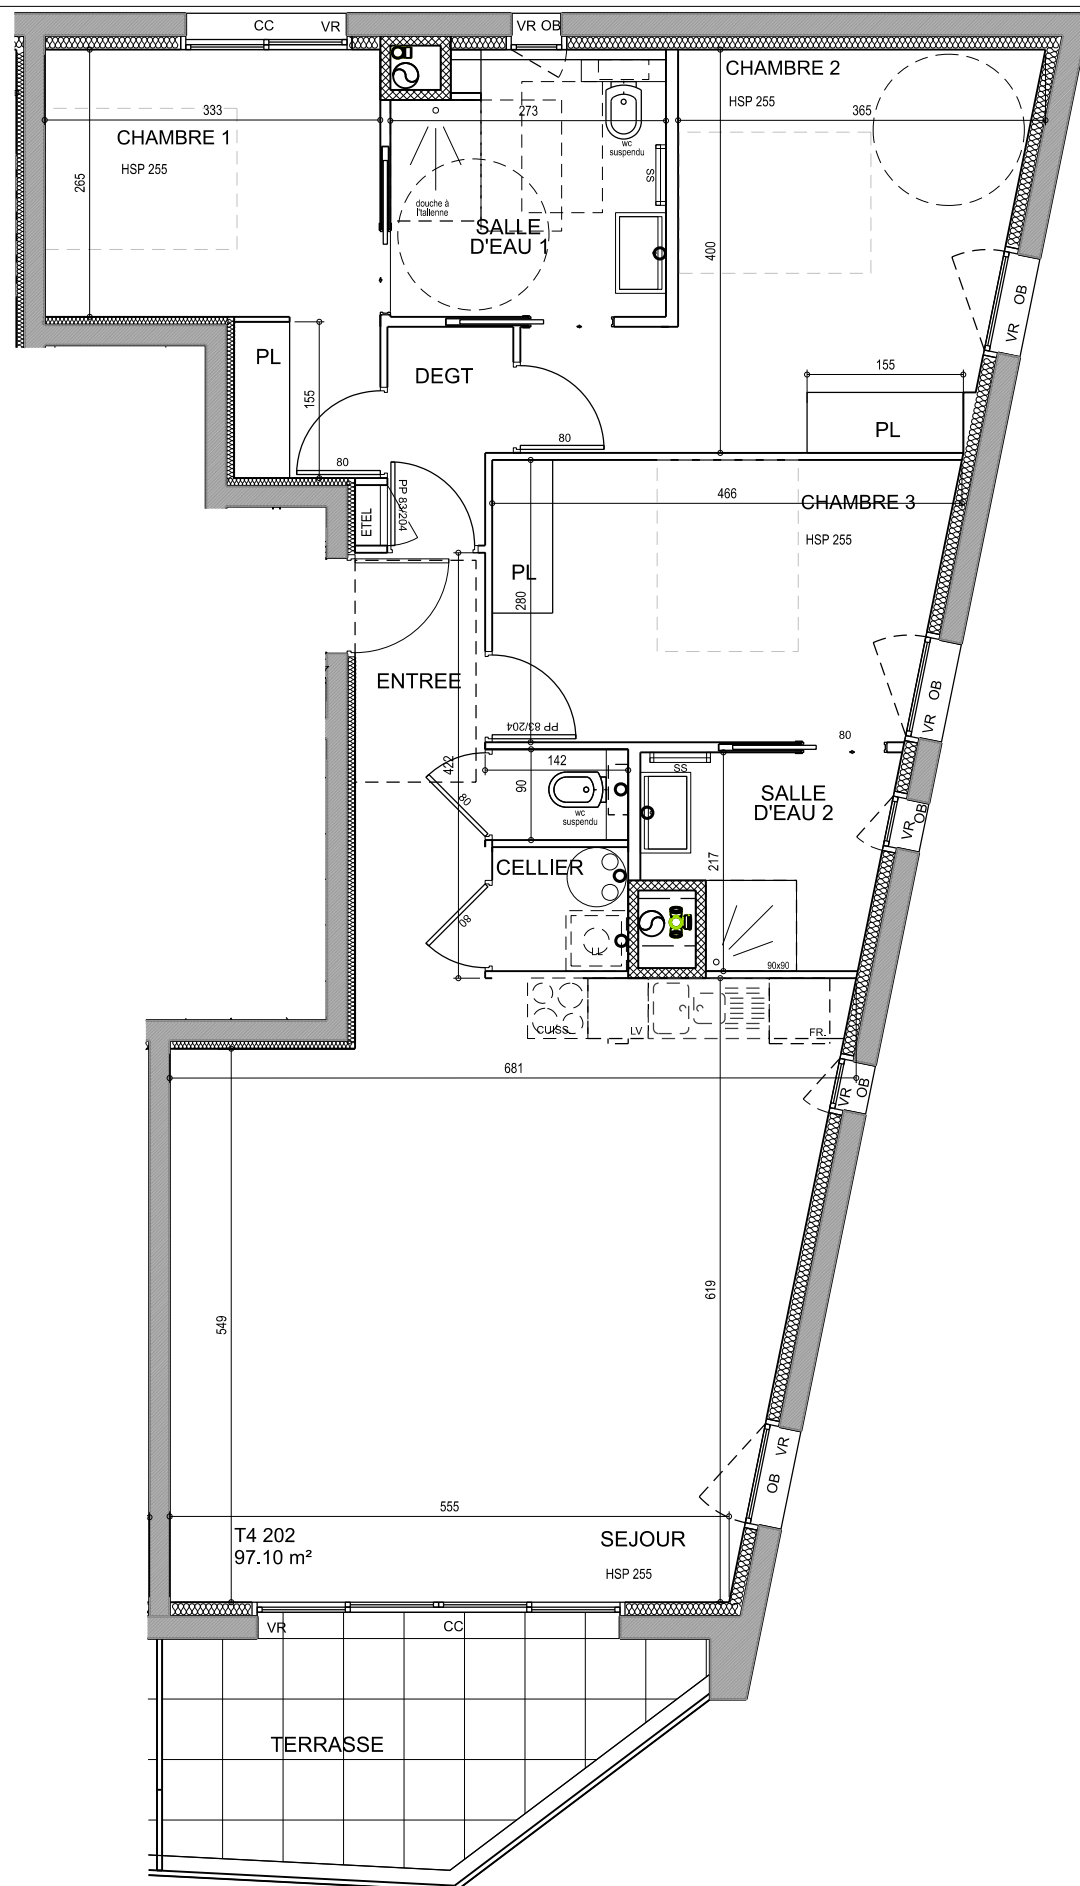 CC
VR
VR
OB
333
CHAMBRE 1
HSP 255
265
273
wc
suspendu
SS
douche à
l'italienne
SALLE
D'EAU 1
CHAMBRE 2
HSP 255
365
400
OB
VR
PL
155
DEGT
155
PL
80
80
PP 83/204
ETEL
466
CHAMBRE 3
HSP 255
PL
280
OB
VR
ENTREE
PP 83/204
80
422
142
90
wc
suspendu
80
SS
SALLE
D'EAU 2
OB
VR
CELLIER
217
80
LL
90x90
CUISS.
LV
FR.
681
OB
VR
549
619
VR
OB
555
T4 202
97.10 m²
SEJOUR
HSP 255
VR
CC
TERRASSE